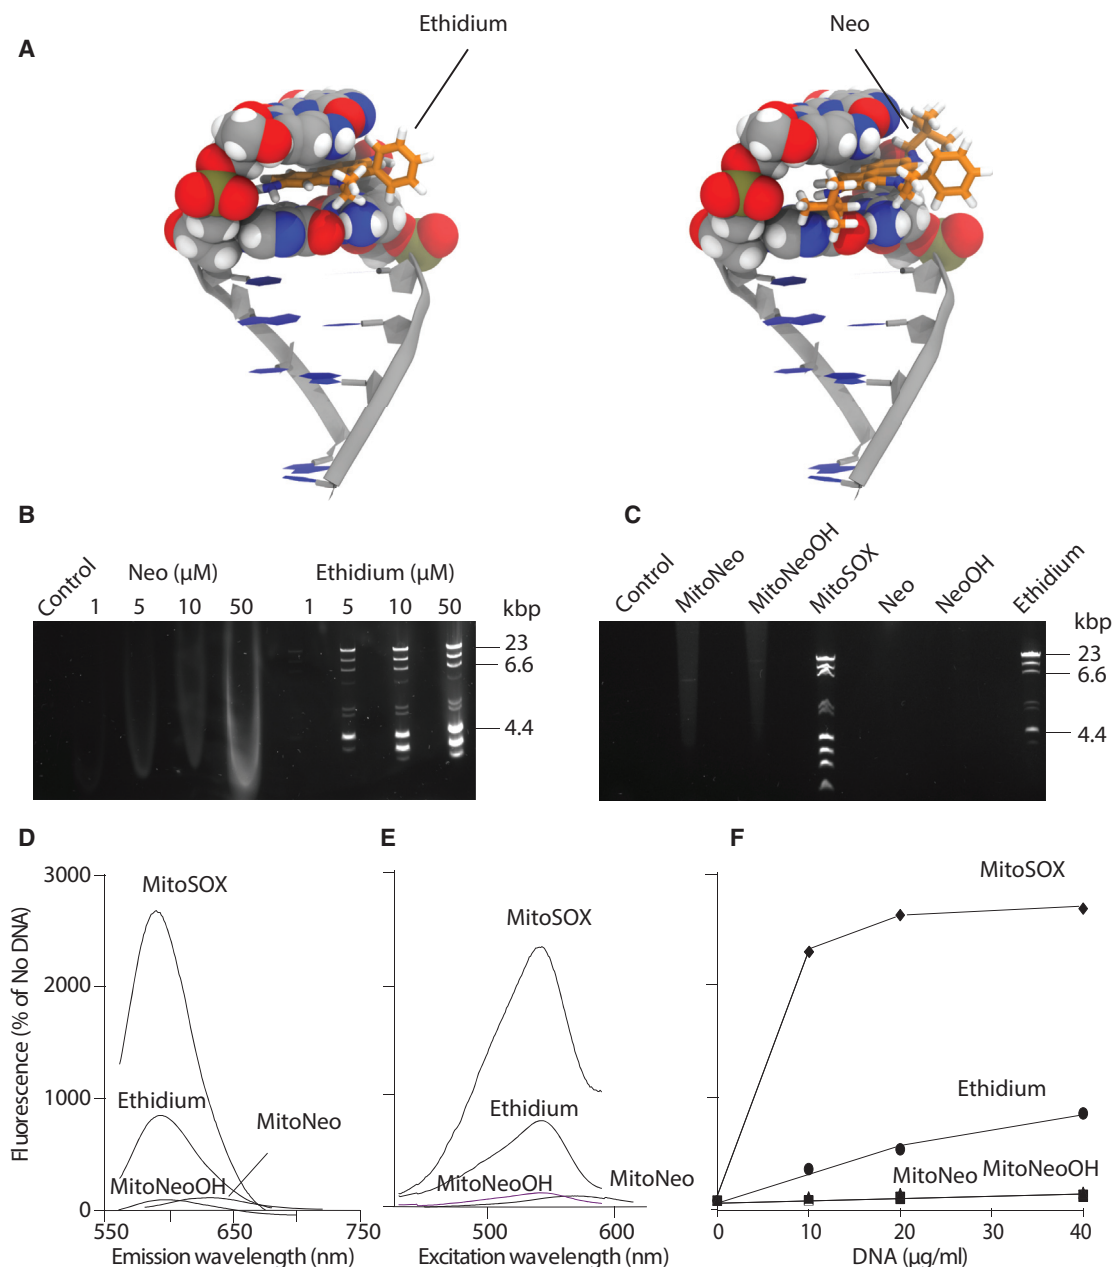 A
Ethidium
Neo
B
Control
Neo (µM)
Ethidium (µM)
1 5 10 50 1 5 10 50 kbp
23
6.6
4.4
C
Control
MitoNeo
MitoNeoOH
MitoSOX
Neo
NeoOH
Ethidium
kbp
23
6.6
4.4
D
Fluorescence (% of No DNA)
3000
2000
1000
0
MitoSOX
Ethidium
MitoNeo
MitoNeoOH
550 650 750
Emission wavelength (nm)
E
MitoSOX
Ethidium
MitoNeoOH
MitoNeo
500 600
Excitation wavelength (nm)
F
MitoSOX
Ethidium
MitoNeo
MitoNeoOH
0 10 20 30 40
DNA (µg/ml)